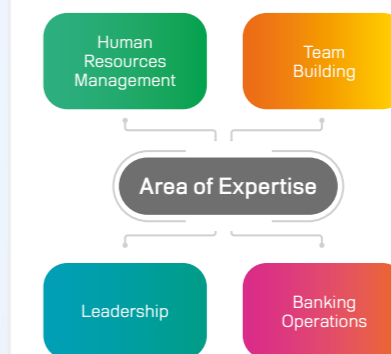 Human
Resources
Management
Team
Building
Area of Expertise
Leadership
Banking
Operations